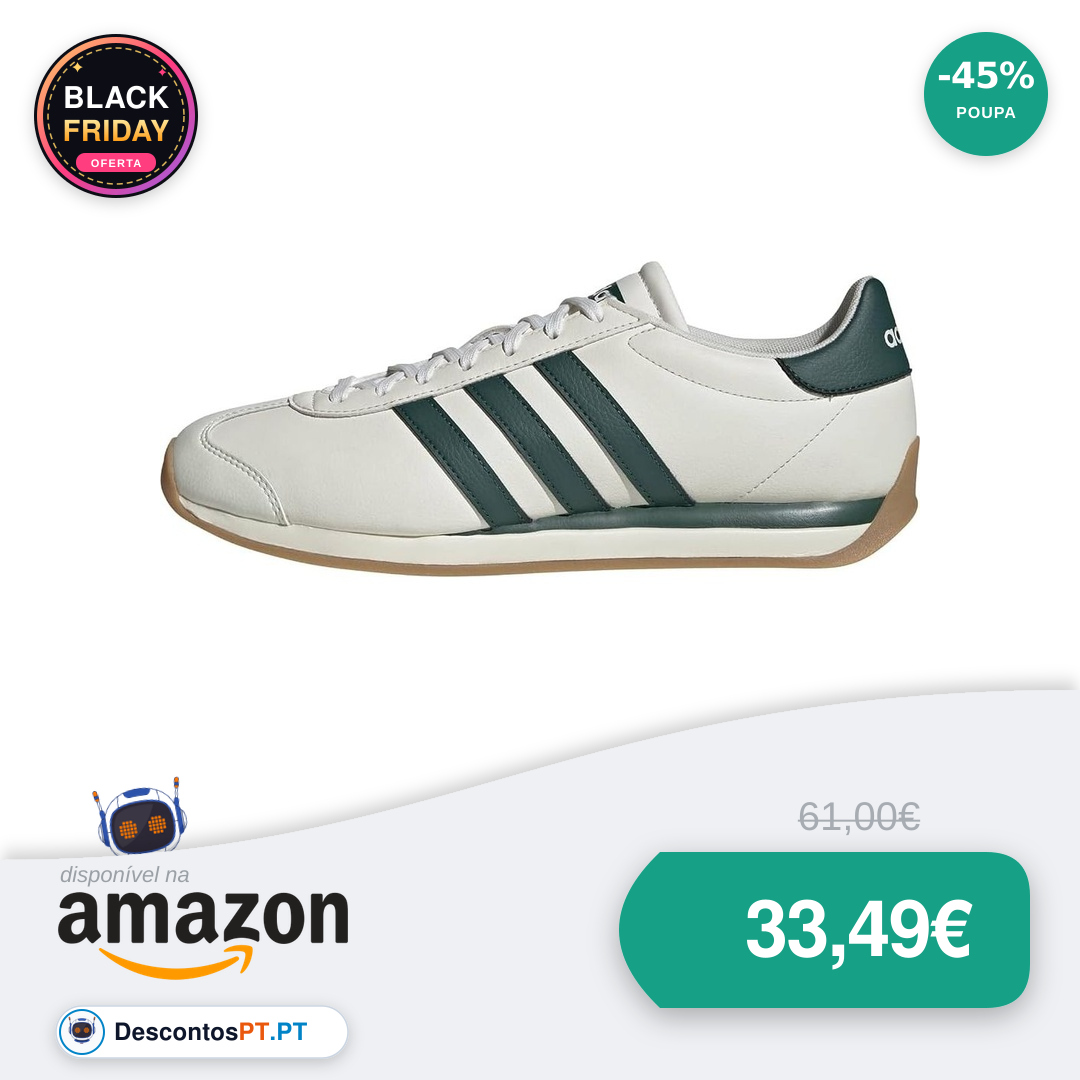 BLACK
FRIDAY
OFERTA
-45%
POUPA
61,00€
33,49€
disponível na
amazon
DescontosPT.PT